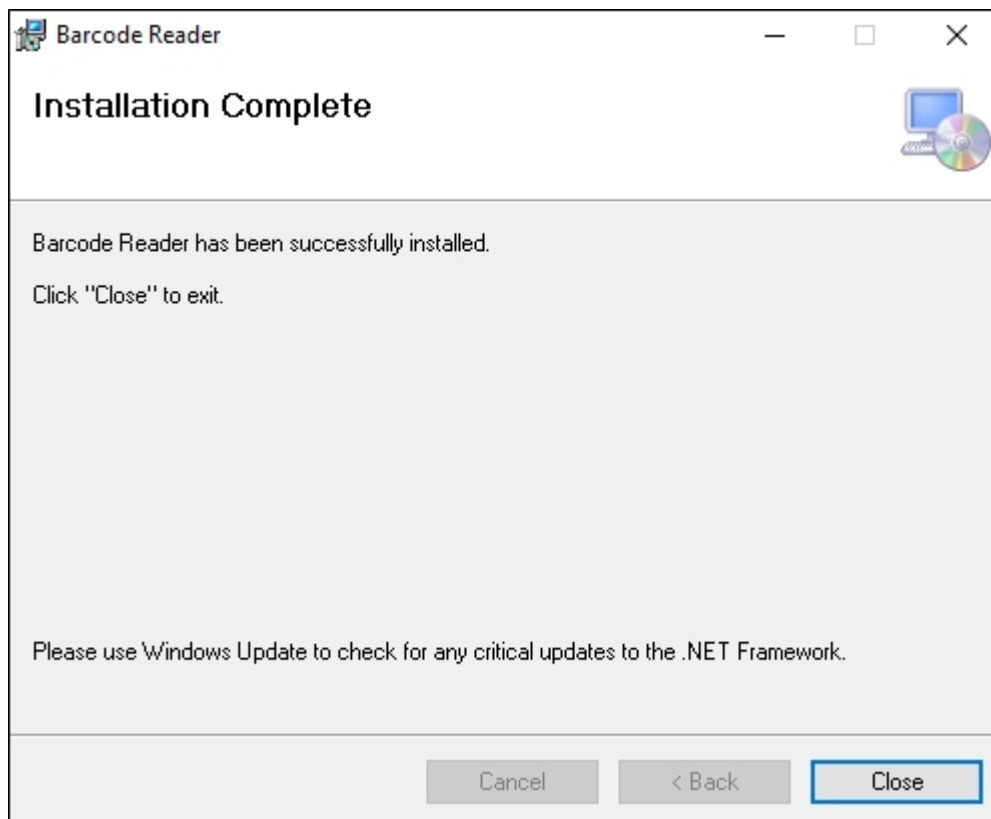 Barcode Reader
Installation Complete
Barcode Reader has been successfully installed.
Click "Close" to exit.
Please use Windows Update to check for any critical updates to the .NET Framework.
Cancel
< Back
Close